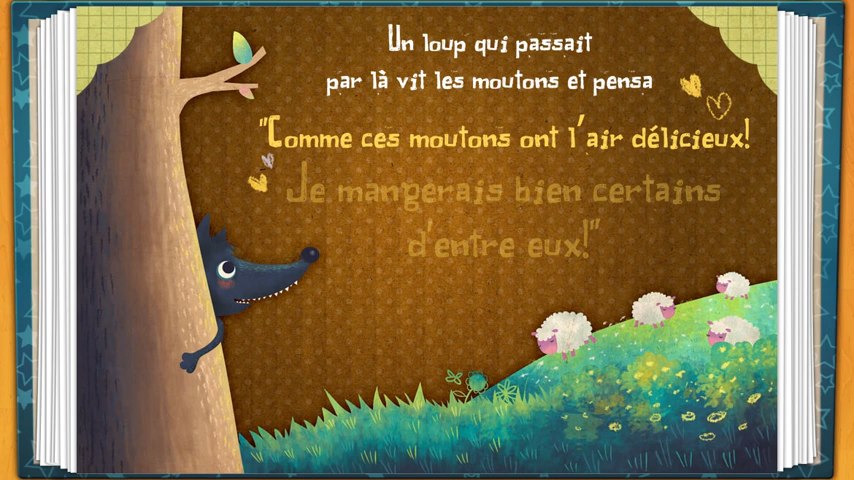 Un loup qui passait
par là vit les moutons et pensa
"Comme ces moutons ont l'air délicieux!
Je mangerais bien certains
d'entre eux!"